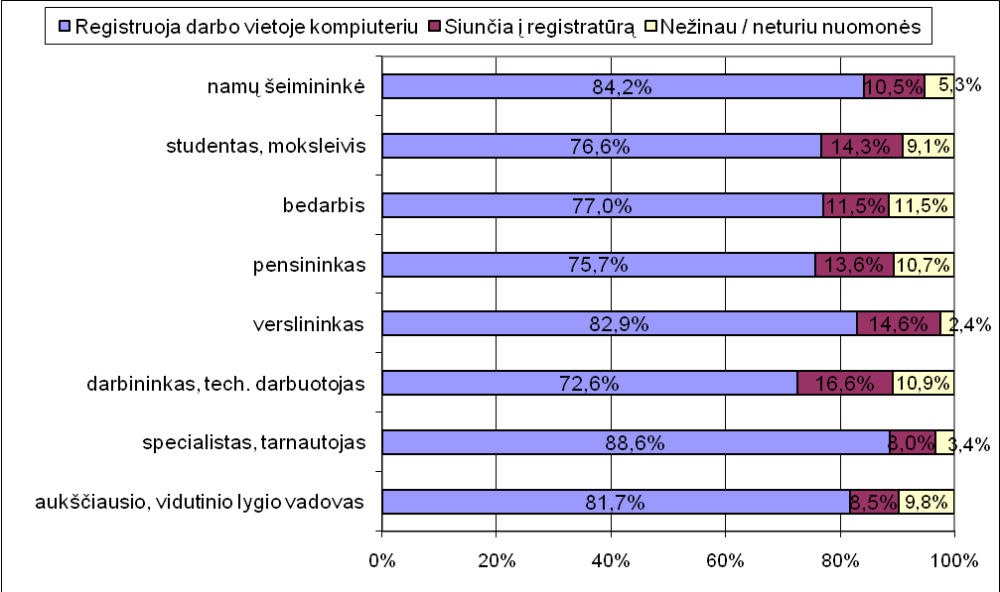 Registruoja darbo vietoje kompiuteriu Siunčia į registratūrą Nežinau / neturiu nuomonės
namų šeimininkė 84,2% 10,5% 5,3%
studentas, moksleivis 76,6% 14,3% 9,1%
bedarbis 77,0% 11,5% 11,5%
pensininkas 75,7% 13,6% 10,7%
verslininkas 82,9% 14,6% 2,4%
darbininkas, tech. darbuotojas 72,6% 16,6% 10,9%
specialistas, tarnautojas 88,6% 8,0% 3,4%
aukščiausio, vidutinio lygio vadovas 81,7% 8,5% 9,8%
0% 20% 40% 60% 80% 100%